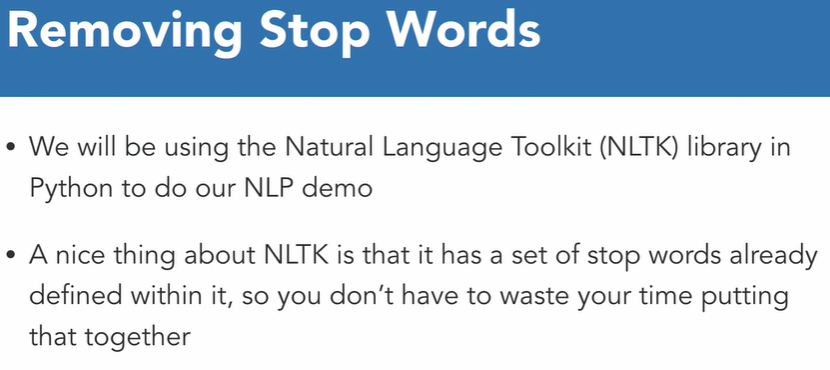 Removing Stop Words
• We will be using the Natural Language Toolkit (NLTK) library in
Python to do our NLP demo
• A nice thing about NLTK is that it has a set of stop words already
defined within it, so you don’t have to waste your time putting
that together